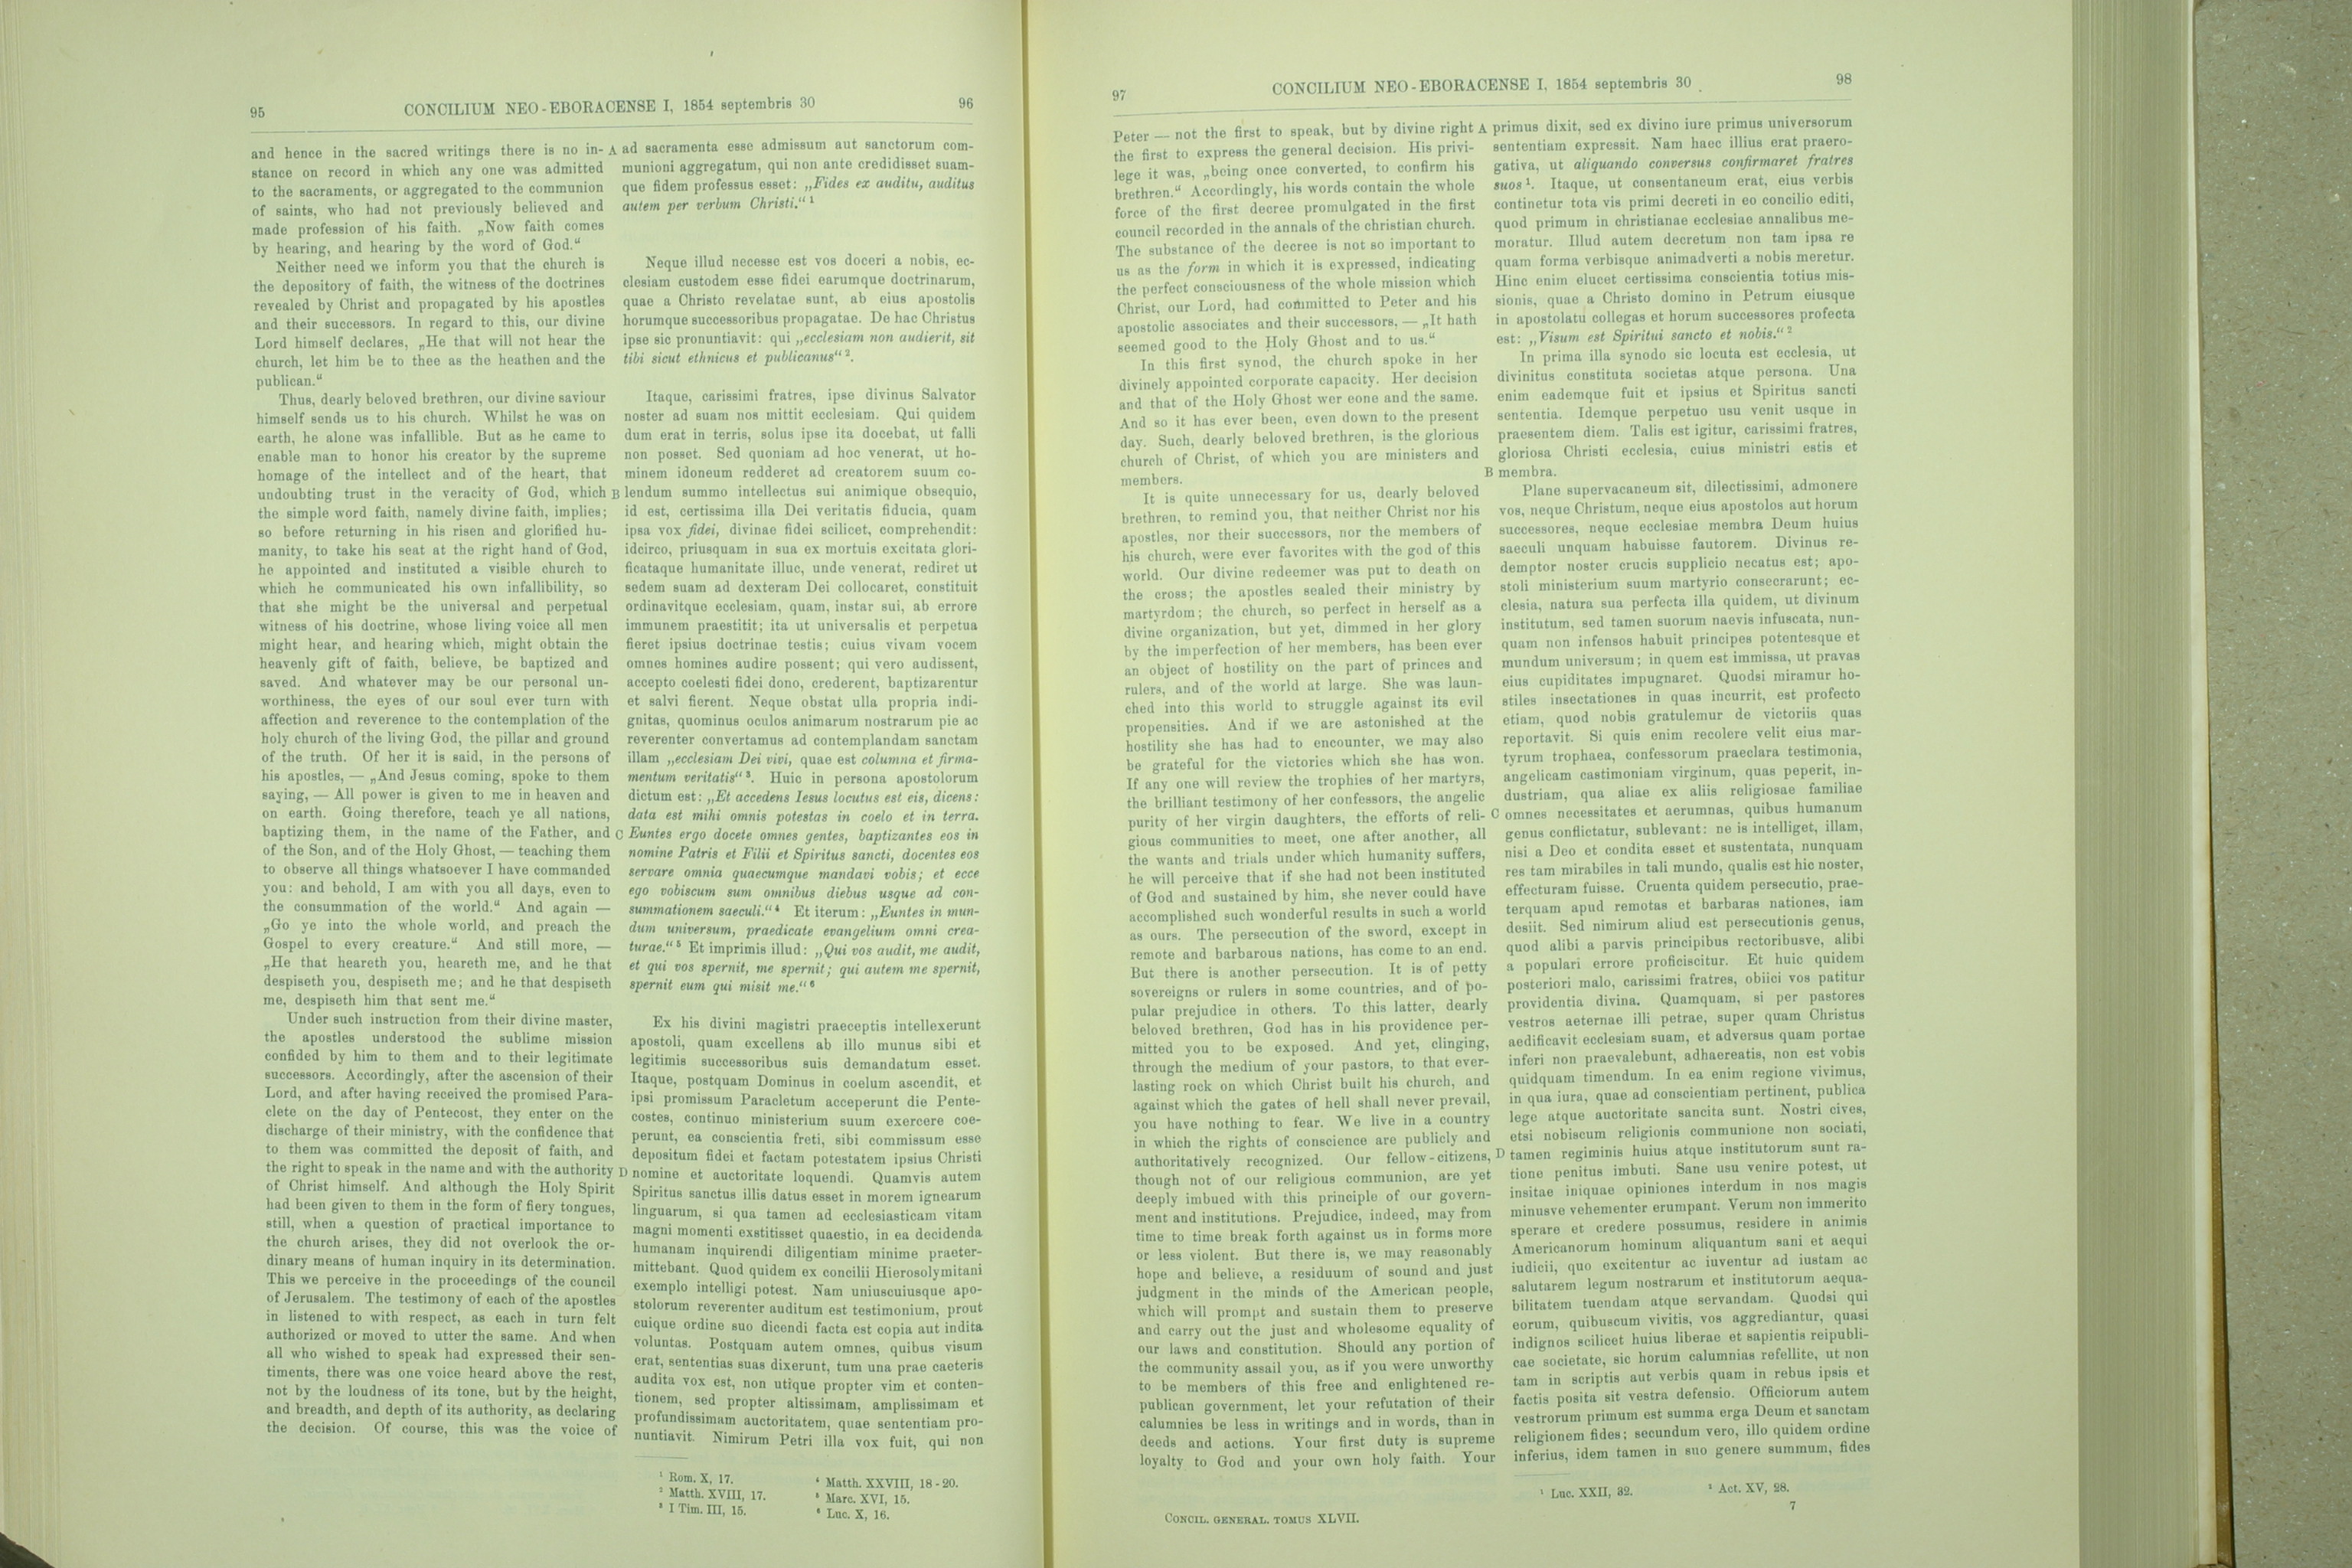 95
CONCILIUM NEO-EBORACENSE I, 1854 septembris 30
96
and hence in the sacred writings there is no in-
stance on record in which any one was admitted
to the sacraments, or aggregated to the communion
of saints, who had not previously believed and
made profession of his faith. „Now faith comes
by hearing, and hearing by the word of God.“
Neither need we inform you that the church is
the depository of faith, the witness of the doctrines
revealed by Christ and propagated by his apostles
and their successors. In regard to this, our divine
Lord himself declares, „He that will not hear the
church, let him be to thee as the heathen and the
publican.“
Thus, dearly beloved brethren, our divine saviour
himself sends us to his church. Whilst he was on
earth, he alone was infallible. But as he came to
enable man to honor his creator by the supreme
homage of the intellect and of the heart, that
undoubting trust in the veracity of God, which
the simple word faith, namely divine faith, implies;
so before returning in his risen and glorified hu-
manity, to take his seat at the right hand of God,
he appointed and instituted a visible church to
which he communicated his own infallibility, so
that she might be the universal and perpetual
witness of his doctrine, whose living voice all men
might hear, and hearing which, might obtain the
heavenly gift of faith, believe, be baptized and
saved. And whatever may be our personal un-
worthiness, the eyes of our soul ever turn with
affection and reverence to the contemplation of the
holy church of the living God, the pillar and ground
of the truth. Of her it is said, in the persons of
his apostles, — „And Jesus coming, spoke to them
saying, — All power is given to me in heaven and
on earth. Going therefore, teach ye all nations,
baptizing them, in the name of the Father, and
of the Son, and of the Holy Ghost, — teaching them
to observe all things whatsoever I have commanded
you: and behold, I am with you all days, even to
the consummation of the world.“ And again —
„Go ye into the whole world, and preach the
Gospel to every creature.“ And still more, —
„He that heareth you, heareth me, and he that
despiseth you, despiseth me; and he that despiseth
me, despiseth him that sent me.“
Under such instruction from their divine master,
the apostles understood the sublime mission
confided by him to them and to their legitimate
successors. Accordingly, after the ascension of their
Lord, and after having received the promised Para-
clete on the day of Pentecost, they enter on the
discharge of their ministry, with the confidence that
to them was committed the deposit of faith, and
the right to speak in the name and with the authority
of Christ himself. And although the Holy Spirit
had been given to them in the form of fiery tongues,
still, when a question of practical importance to
the church arises, they did not overlook the or-
dinary means of human inquiry in its determination.
This we perceive in the proceedings of the council
of Jerusalem. The testimony of each of the apostles
in listened to with respect, as each in turn felt
authorized or moved to utter the same. And when
all who wished to speak had expressed their sen-
timents, there was one voice heard above the rest,
not by the loudness of its tone, but by the height,
and breadth, and depth of its authority, as declaring
the decision. Of course, this was the voice of
A
B
C
D
ad sacramenta esse admissum aut sanctorum com-
munioni aggregatum, qui non ante credidisset suam-
que fidem professus esset: „Fides ex auditu, auditus
autem per verbum Christi.“ ¹
Neque illud necesse est vos doceri a nobis, ec-
clesiam custodem esse fidei earumque doctrinarum,
quae a Christo revelatae sunt, ab eius apostolis
horumque successoribus propagatae. De hac Christus
ipse sic pronuntiavit: qui „ecclesiam non audierit, sit
tibi sicut ethnicus et publicanus“ ².
Itaque, carissimi fratres, ipse divinus Salvator
noster ad suam nos mittit ecclesiam. Qui quidem
dum erat in terris, solus ipse ita docebat, ut falli
non posset. Sed quoniam ad hoc venerat, ut ho-
minem idoneum redderet ad creatorem suum co-
lendum summo intellectus sui animique obsequio,
id est, certissima illa Dei veritatis fiducia, quam
ipsa vox fidei, divinae fidei scilicet, comprehendit:
idcirco, priusquam in sua ex mortuis excitata glori-
ficataque humanitate illuc, unde venerat, rediret ut
sedem suam ad dexteram Dei collocaret, constituit
ordinavitque ecclesiam, quam, instar sui, ab errore
immunem praestitit; ita ut universalis et perpetua
fieret ipsius doctrinae testis; cuius vivam vocem
omnes homines audire possent; qui vero audissent,
accepto coelesti fidei dono, crederent, baptizarentur
et salvi fierent. Neque obstat ulla propria indi-
gnitas, quominus oculos animarum nostrarum pie ac
reverenter convertamus ad contemplandam sanctam
illam „ecclesiam Dei vivi, quae est columna et firma-
mentum veritatis“ ³. Huic in persona apostolorum
dictum est: „Et accedens Iesus locutus est eis, dicens:
data est mihi omnis potestas in coelo et in terra.
Euntes ergo docete omnes gentes, baptizantes eos in
nomine Patris et Filii et Spiritus sancti, docentes eos
servare omnia quaecumque mandavi vobis; et ecce
ego vobiscum sum omnibus diebus usque ad con-
summationem saeculi.“ ⁴ Et iterum: „Euntes in mun-
dum universum, praedicate evangelium omni crea-
turae.“ ⁵ Et imprimis illud: „Qui vos audit, me audit,
et qui vos spernit, me spernit; qui autem me spernit,
spernit eum qui misit me.“ ⁶
Ex his divini magistri praeceptis intellexerunt
apostoli, quam excellens ab illo munus sibi et
legitimis successoribus suis demandatum esset.
Itaque, postquam Dominus in coelum ascendit, et
ipsi promissum Paracletum acceperunt die Pente-
costes, continuo ministerium suum exercere coe-
perunt, ea conscientia freti, sibi commissum esse
depositum fidei et factam potestatem ipsius Christi
nomine et auctoritate loquendi. Quamvis autem
Spiritus sanctus illis datus esset in morem ignearum
linguarum, si qua tamen ad ecclesiasticam vitam
magni momenti exstitisset quaestio, in ea decidenda
humanam inquirendi diligentiam minime praeter-
mittebant. Quod quidem ex concilii Hierosolymitani
exemplo intelligi potest. Nam uniuscuiusque apo-
stolorum reverenter auditum est testimonium, prout
cuique ordine suo dicendi facta est copia aut indita
voluntas. Postquam autem omnes, quibus visum
erat, sententias suas dixerunt, tum una prae caeteris
audita vox est, non utique propter vim et conten-
tionem, sed propter altissimam, amplissimam et
profundissimam auctoritatem, quae sententiam pro-
nuntiavit. Nimirum Petri illa vox fuit, qui non
¹ Rom. X, 17.
² Matth. XVIII, 17.
³ I Tim. III, 15.
⁴ Matth. XXVIII, 18-20.
⁵ Marc. XVI, 15.
⁶ Luc. X, 16.
97
CONCILIUM NEO-EBORACENSE I, 1854 septembris 30
98
Peter — not the first to speak, but by divine right
the first to express the general decision. His privi-
lege it was, „being once converted, to confirm his
brethren.“ Accordingly, his words contain the whole
force of the first decree promulgated in the first
council recorded in the annals of the christian church.
The substance of the decree is not so important to
us as the form in which it is expressed, indicating
the perfect consciousness of the whole mission which
Christ, our Lord, had committed to Peter and his
apostolic associates and their successors, — „It hath
seemed good to the Holy Ghost and to us.“
In this first synod, the church spoke in her
divinely appointed corporate capacity. Her decision
and that of the Holy Ghost wer eone and the same.
And so it has ever been, even down to the present
day. Such, dearly beloved brethren, is the glorious
church of Christ, of which you are ministers and
members.
It is quite unnecessary for us, dearly beloved
brethren, to remind you, that neither Christ nor his
apostles, nor their successors, nor the members of
his church, were ever favorites with the god of this
world. Our divine redeemer was put to death on
the cross; the apostles sealed their ministry by
martyrdom; the church, so perfect in herself as a
divine organization, but yet, dimmed in her glory
by the imperfection of her members, has been ever
an object of hostility on the part of princes and
rulers, and of the world at large. She was laun-
ched into this world to struggle against its evil
propensities. And if we are astonished at the
hostility she has had to encounter, we may also
be grateful for the victories which she has won.
If any one will review the trophies of her martyrs,
the brilliant testimony of her confessors, the angelic
purity of her virgin daughters, the efforts of reli-
gious communities to meet, one after another, all
the wants and trials under which humanity suffers,
he will perceive that if she had not been instituted
of God and sustained by him, she never could have
accomplished such wonderful results in such a world
as ours. The persecution of the sword, except in
remote and barbarous nations, has come to an end.
But there is another persecution. It is of petty
sovereigns or rulers in some countries, and of po-
pular prejudice in others. To this latter, dearly
beloved brethren, God has in his providence per-
mitted you to be exposed. And yet, clinging,
through the medium of your pastors, to that ever-
lasting rock on which Christ built his church, and
against which the gates of hell shall never prevail,
you have nothing to fear. We live in a country
in which the rights of conscience are publicly and
authoritatively recognized. Our fellow-citizens,
though not of our religious communion, are yet
deeply imbued with this principle of our govern-
ment and institutions. Prejudice, indeed, may from
time to time break forth against us in forms more
or less violent. But there is, we may reasonably
hope and believe, a residuum of sound and just
judgment in the minds of the American people,
which will prompt and sustain them to preserve
and carry out the just and wholesome equality of
our laws and constitution. Should any portion of
the community assail you, as if you were unworthy
to be members of this free and enlightened re-
publican government, let your refutation of their
calumnies be less in writings and in words, than in
deeds and actions. Your first duty is supreme
loyalty to God and your own holy faith. Your
A
B
C
D
primus dixit, sed ex divino iure primus universorum
sententiam expressit. Nam haec illius erat praero-
gativa, ut aliquando conversus confirmaret fratres
suos ¹. Itaque, ut consentaneum erat, eius verbis
continetur tota vis primi decreti in eo concilio editi,
quod primum in christianae ecclesiae annalibus me-
moratur. Illud autem decretum non tam ipsa re
quam forma verbisque animadverti a nobis meretur.
Hinc enim elucet certissima conscientia totius mis-
sionis, quae a Christo domino in Petrum eiusque
in apostolatu collegas et horum successores profecta
est: „Visum est Spiritui sancto et nobis.“ ²
In prima illa synodo sic locuta est ecclesia, ut
divinitus constituta societas atque persona. Una
enim eademque fuit et ipsius et Spiritus sancti
sententia. Idemque perpetuo usu venit usque in
praesentem diem. Talis est igitur, carissimi fratres,
gloriosa Christi ecclesia, cuius ministri estis et
membra.
Plane supervacaneum sit, dilectissimi, admonere
vos, neque Christum, neque eius apostolos aut horum
successores, neque ecclesiae membra Deum huius
saeculi unquam habuisse fautorem. Divinus re-
demptor noster crucis supplicio necatus est; apo-
stoli ministerium suum martyrio consecrarunt; ec-
clesia, natura sua perfecta illa quidem, ut divinum
institutum, sed tamen suorum naevis infuscata, nun-
quam non infensos habuit principes potentesque et
mundum universum; in quem est immissa, ut pravas
eius cupiditates impugnaret. Quodsi miramur ho-
stiles insectationes in quas incurrit, est profecto
etiam, quod nobis gratulemur de victoriis quas
reportavit. Si quis enim recolere velit eius mar-
tyrum trophaea, confessorum praeclara testimonia,
angelicam castimoniam virginum, quas peperit, in-
dustriam, qua aliae ex aliis religiosae familiae
omnes necessitates et aerumnas, quibus humanum
genus conflictatur, sublevant: ne is intelliget, illam,
nisi a Deo et condita esset et sustentata, nunquam
res tam mirabiles in tali mundo, qualis est hic noster,
effecturam fuisse. Cruenta quidem persecutio, prae-
terquam apud remotas et barbaras nationes, iam
desiit. Sed nimirum aliud est persecutionis genus,
quod alibi a parvis principibus rectoribusve, alibi
a populari errore proficiscitur. Et huic quidem
posteriori malo, carissimi fratres, obiici vos patitur
providentia divina. Quamquam, si per pastores
vestros aeternae illi petrae, super quam Christus
aedificavit ecclesiam suam, et adversus quam portae
inferi non praevalebunt, adhaereatis, non est vobis
quidquam timendum. In ea enim regione vivimus,
in qua iura, quae ad conscientiam pertinent, publica
lege atque auctoritate sancita sunt. Nostri cives,
etsi nobiscum religionis communione non sociati,
tamen regiminis huius atque institutorum sunt ra-
tione penitus imbuti. Sane usu venire potest, ut
insitae iniquae opiniones interdum in nos magis
minusve vehementer erumpant. Verum non immerito
sperare et credere possumus, residere in animis
Americanorum hominum aliquantum sani et aequi
iudicii, quo excitentur ac iuventur ad iustam ac
salutarem legum nostrarum et institutorum aequa-
bilitatem tuendam atque servandam. Quodsi qui
eorum, quibuscum vivitis, vos aggrediantur, quasi
indignos scilicet huius liberae et sapientis reipubli-
cae societate, sic horum calumnias refellite, ut non
tam in scriptis aut verbis quam in rebus ipsis et
factis posita sit vestra defensio. Officiorum autem
vestrorum primum est summa erga Deum et sanctam
religionem fides; secundum vero, illo quidem ordine
inferius, idem tamen in suo genere summum, fides
¹ Luc. XXII, 32.
² Act. XV, 28.
CONCIL. GENERAL. TOMUS XLVII.
7